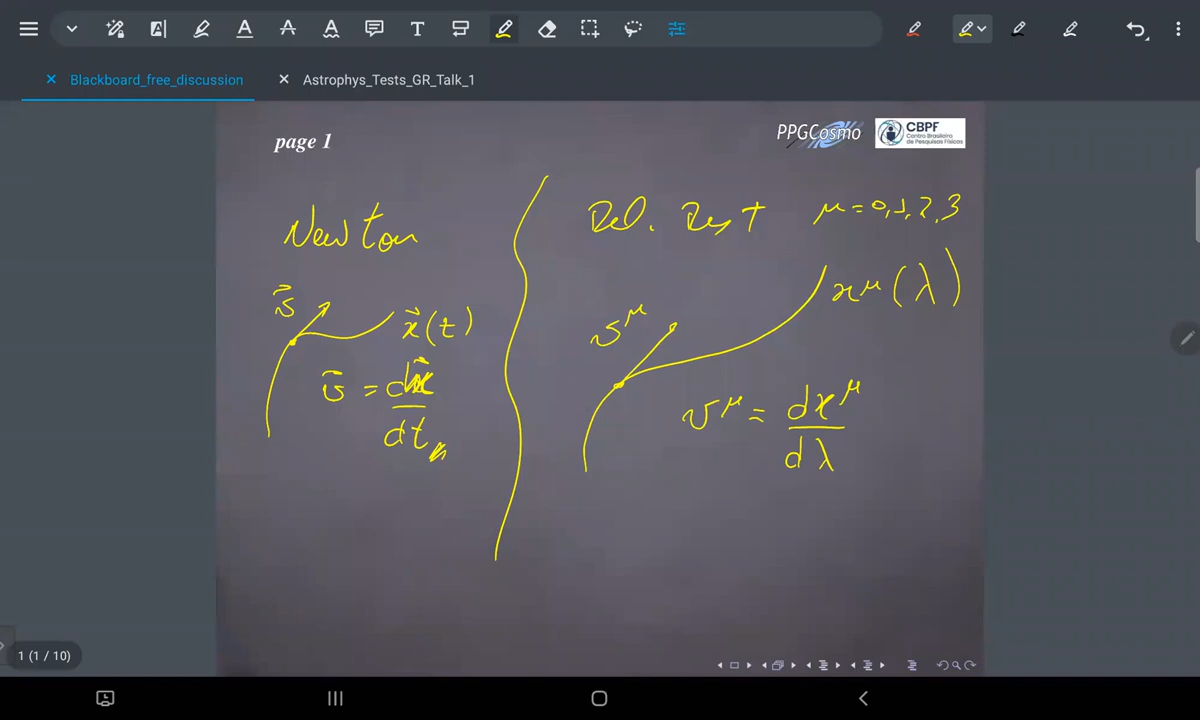 Blackboard_free_discussion
Astrophys_Tests_GR_Talk_1
page 1
PPGCosmo
CBPF
Centro Brasileiro
de Pesquisas Físicas
Newton
v⃗
x⃗(t)
v⃗ = dx⃗/dt
Rel. Rest μ = 0, 1, 2, 3
x^μ(λ)
v^μ
v^μ = dx^μ/dλ
1 (1 / 10)